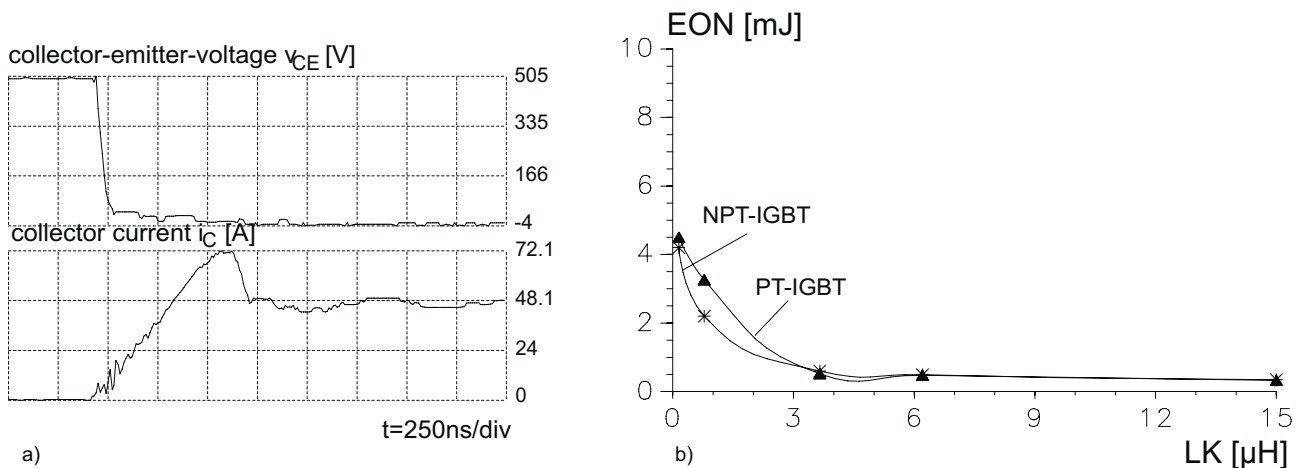 collector-emitter-voltage vCE [V]
505
335
166
-4
collector current iC [A]
72.1
48.1
24
0
t=250ns/div
a)
EON [mJ]
10
8
6
4
2
0
NPT-IGBT
PT-IGBT
0 3 6 9 12 15
LK [µH]
b)